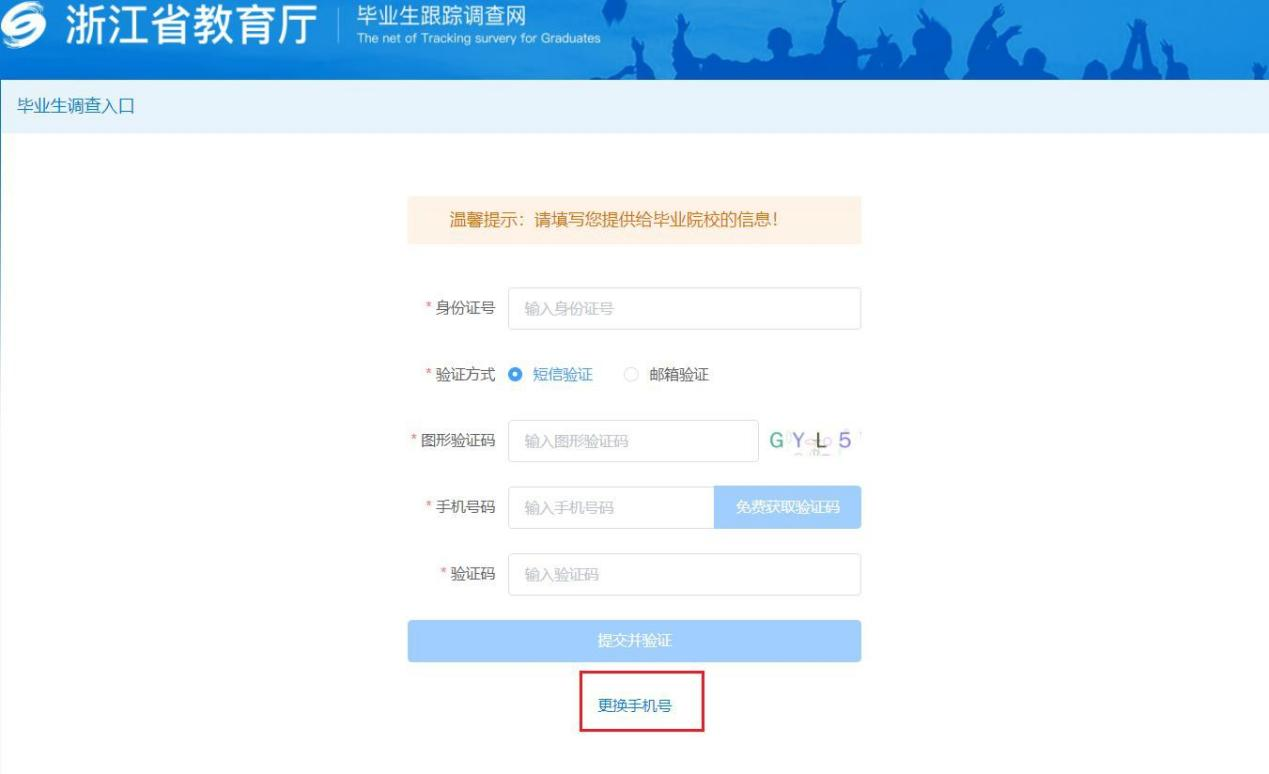 浙江省教育厅
毕业生跟踪调查网
The net of Tracking survery for Graduates
毕业生调查入口
温馨提示：请填写您提供给毕业院校的信息！
* 身份证号 输入身份证号
* 验证方式 短信验证 邮箱验证
* 图形验证码 输入图形验证码 GYL5
* 手机号码 输入手机号码 免费获取验证码
* 验证码 输入验证码
提交并验证
更换手机号